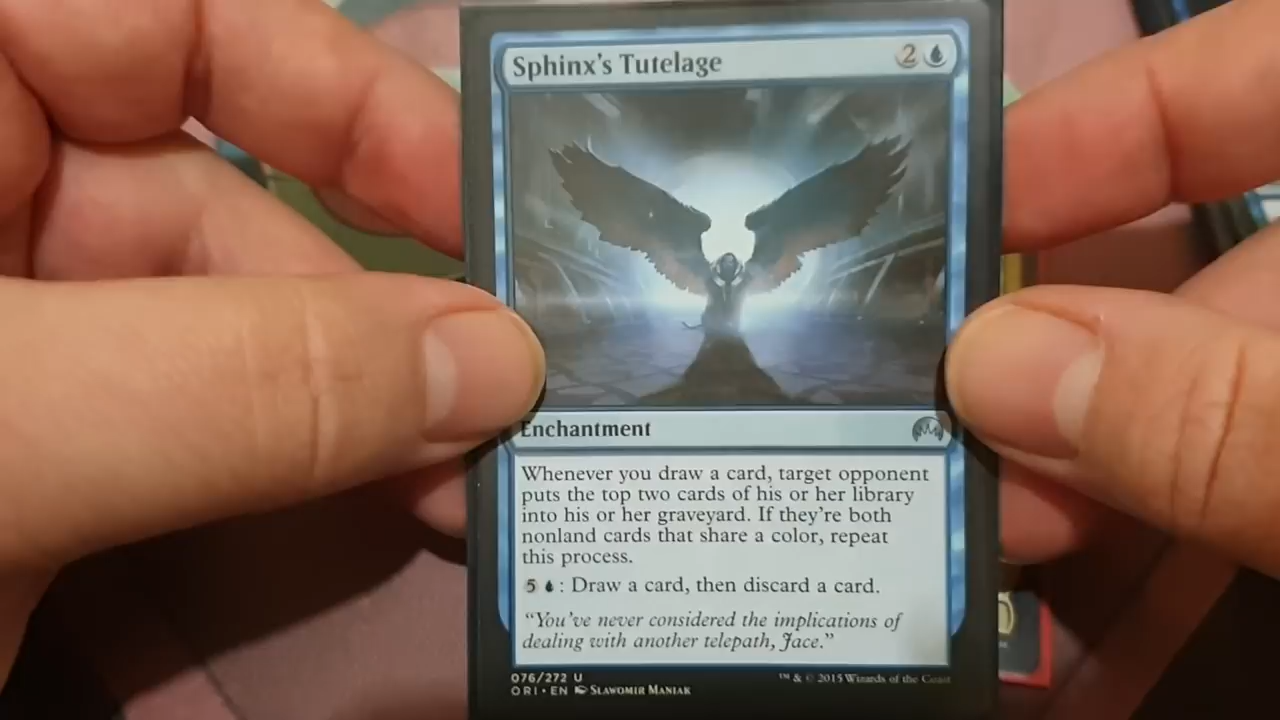 Sphinx's Tutelage 2
Enchantment
Whenever you draw a card, target opponent
puts the top two cards of his or her library
into his or her graveyard. If they're both
nonland cards that share a color, repeat
this process.
5 : Draw a card, then discard a card.
"You've never considered the implications of
dealing with another telepath, Jace."
076/272 U
ORI • EN Slawomir Maniak
™ & © 2015 Wizards of the Coast